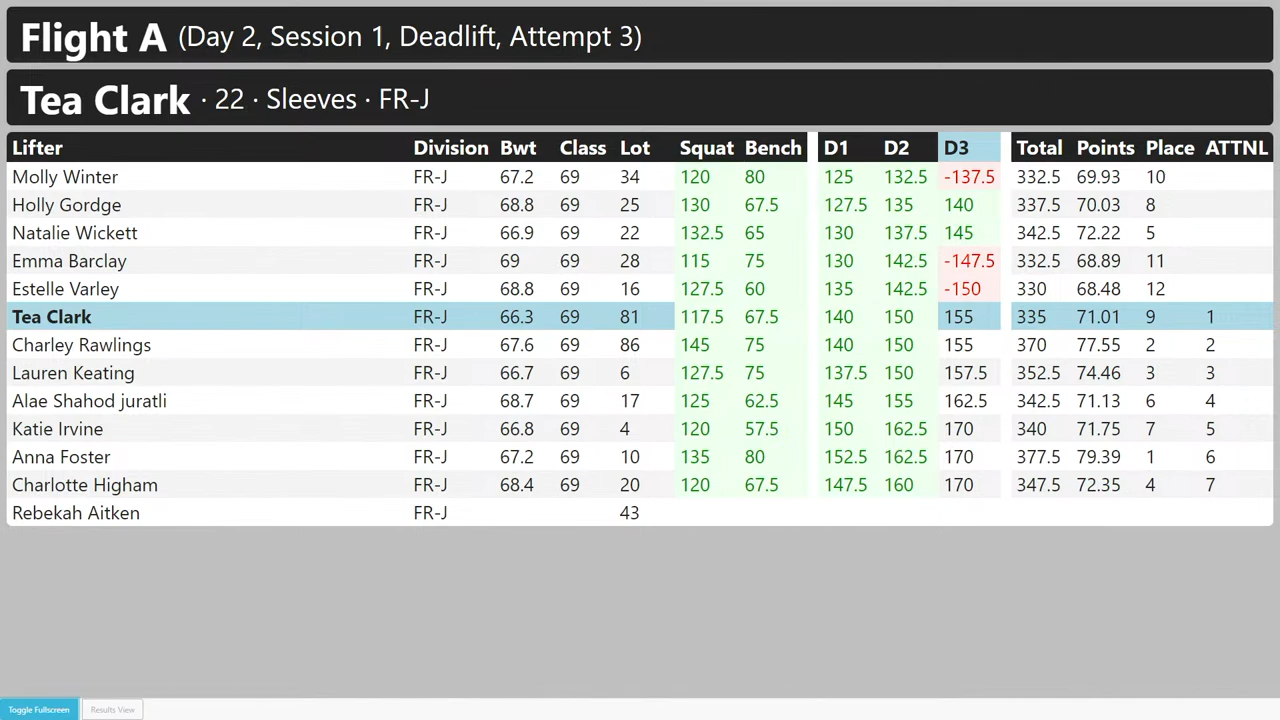 Flight A (Day 2, Session 1, Deadlift, Attempt 3)
Tea Clark · 22 · Sleeves · FR-J
Lifter Division Bwt Class Lot Squat Bench D1 D2 D3 Total Points Place ATTNL
Molly Winter FR-J 67.2 69 34 120 80 125 132.5 -137.5 332.5 69.93 10
Holly Gordge FR-J 68.8 69 25 130 67.5 127.5 135 140 337.5 70.03 8
Natalie Wickett FR-J 66.9 69 22 132.5 65 130 137.5 145 342.5 72.22 5
Emma Barclay FR-J 69 69 28 115 75 130 142.5 -147.5 332.5 68.89 11
Estelle Varley FR-J 68.8 69 16 127.5 60 135 142.5 -150 330 68.48 12
Tea Clark FR-J 66.3 69 81 117.5 67.5 140 150 155 335 71.01 9 1
Charley Rawlings FR-J 67.6 69 86 145 75 140 150 155 370 77.55 2 2
Lauren Keating FR-J 66.7 69 6 127.5 75 137.5 150 157.5 352.5 74.46 3 3
Alae Shahod juratli FR-J 68.7 69 17 125 62.5 145 155 162.5 342.5 71.13 6 4
Katie Irvine FR-J 66.8 69 4 120 57.5 150 162.5 170 340 71.75 7 5
Anna Foster FR-J 67.2 69 10 135 80 152.5 162.5 170 377.5 79.39 1 6
Charlotte Higham FR-J 68.4 69 20 120 67.5 147.5 160 170 347.5 72.35 4 7
Rebekah Aitken FR-J 43
Toggle Fullscreen Results View